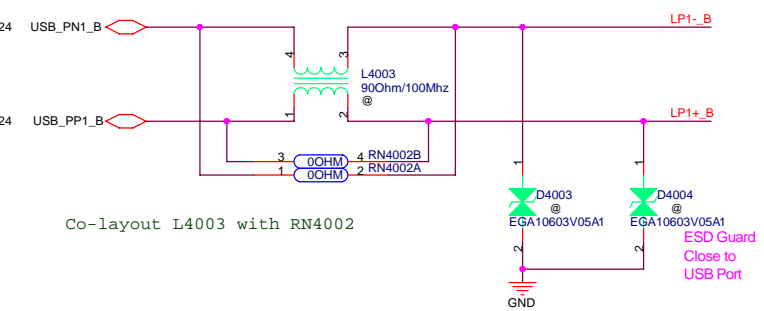 24 USB_PN1_B
LP1-_B
4 3
L4003
90Ohm/100Mhz
@
1 2
24 USB_PP1_B
LP1+_B
3 0OHM 4 RN4002B
1 0OHM 2 RN4002A
1 1
D4003
@
EGA10603V05A1
D4004
@
EGA10603V05A1
2 2
Co-layout L4003 with RN4002
ESD Guard
Close to
USB Port
GND